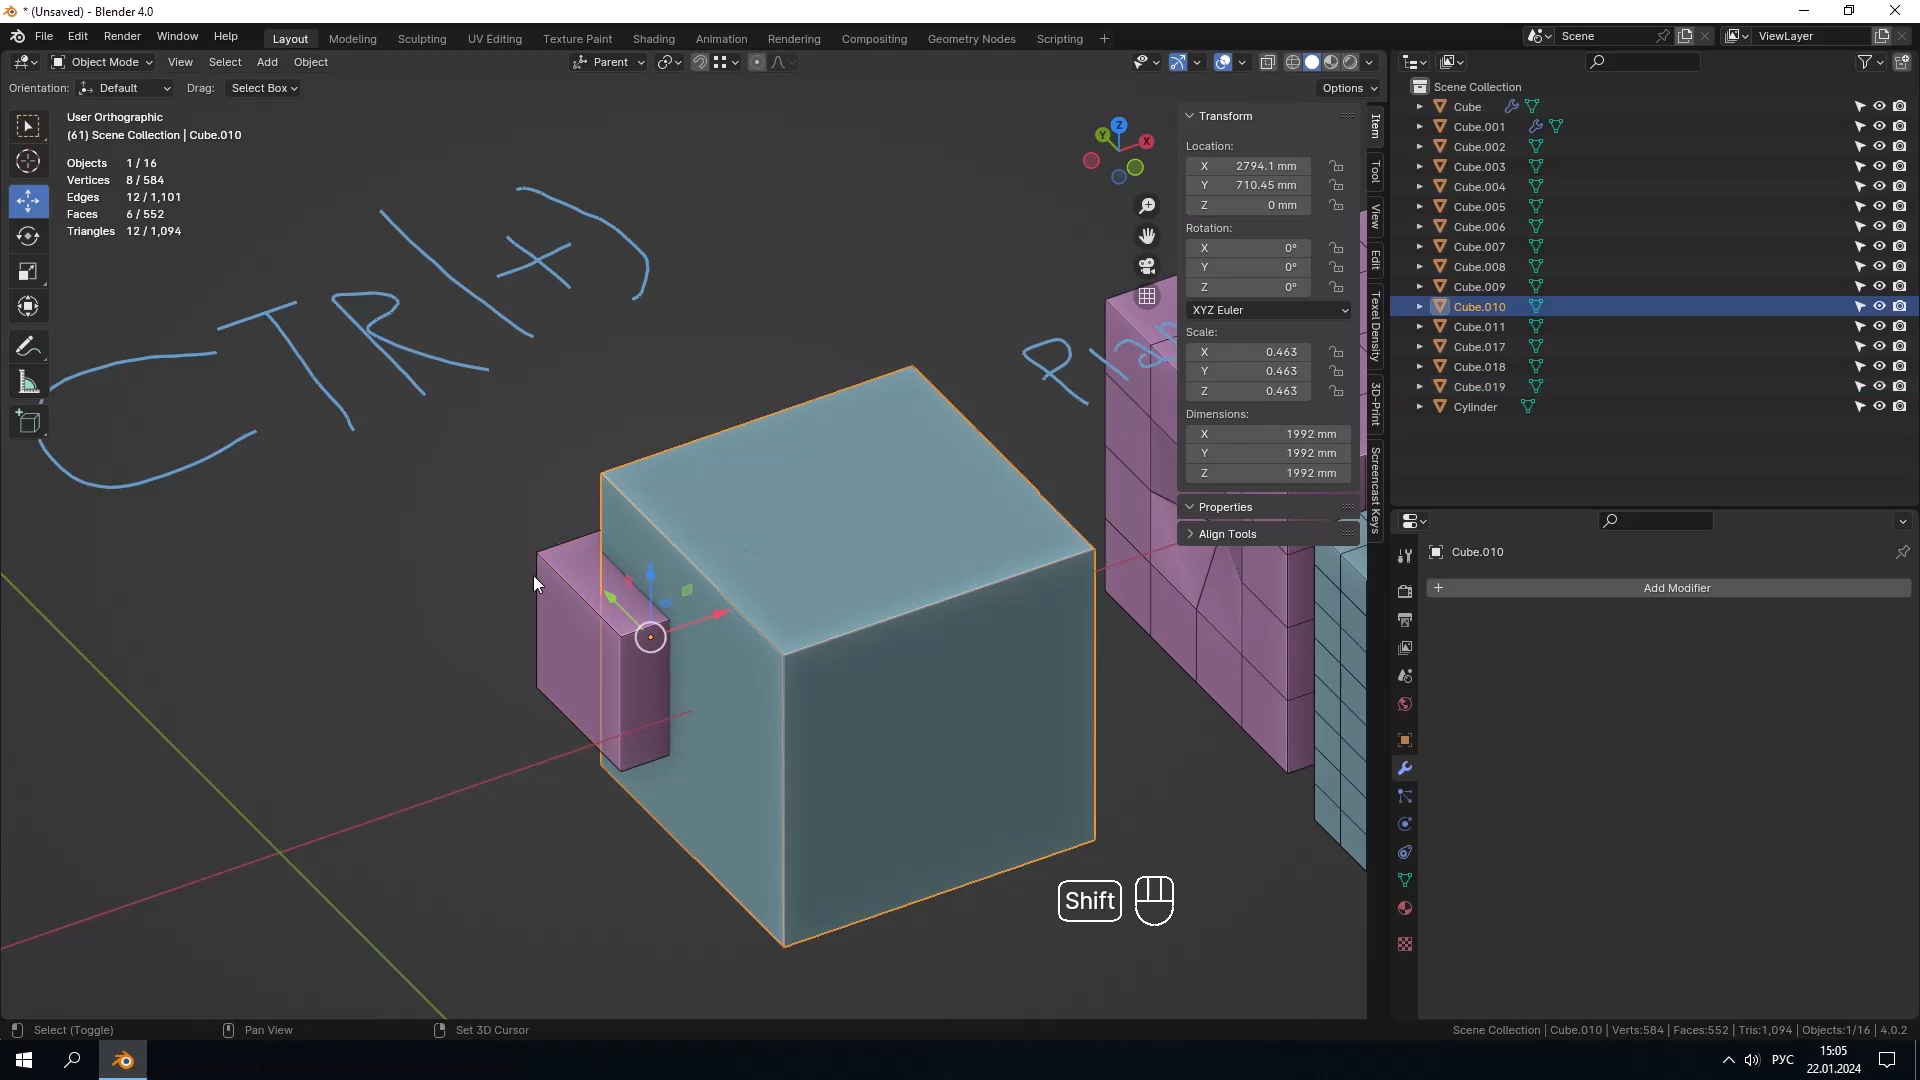 * (Unsaved) - Blender 4.0
File Edit Render Window Help
Layout Modeling Sculpting UV Editing Texture Paint Shading Animation Rendering Compositing Geometry Nodes Scripting +
Scene
ViewLayer
Object Mode View Select Add Object
Parent
Orientation: Default Drag: Select Box
Options
User Orthographic
(61) Scene Collection | Cube.010
Objects 1 / 16
Vertices 8 / 584
Edges 12 / 1,101
Faces 6 / 552
Triangles 12 / 1,094
CTRl X )
Z
Y
X
Transform
Location:
X 2794.1 mm
Y 710.45 mm
Z 0 mm
Rotation:
X 0°
Y 0°
Z 0°
XYZ Euler
Scale:
X 0.463
Y 0.463
Z 0.463
Dimensions:
X 1992 mm
Y 1992 mm
Z 1992 mm
Properties
Align Tools
Item
Tool
View
Edit
Texel Density
3D-Print
Screencast Keys
Shift
Scene Collection
Cube
Cube.001
Cube.002
Cube.003
Cube.004
Cube.005
Cube.006
Cube.007
Cube.008
Cube.009
Cube.010
Cube.011
Cube.017
Cube.018
Cube.019
Cylinder
Cube.010
+ Add Modifier
Select (Toggle)
Pan View
Set 3D Cursor
Scene Collection | Cube.010 | Verts:584 | Faces:552 | Tris:1,094 | Objects:1/16 | 4.0.2
РУС
15:05
22.01.2024